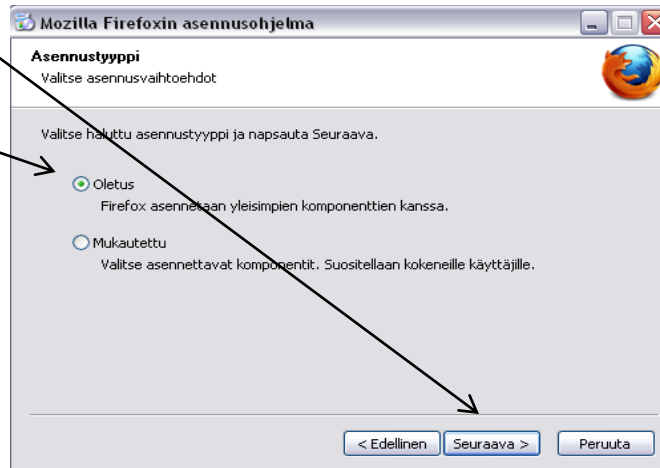 Mozilla Firefoxin asennusohjelma
Asennustyyppi
Valitse asennusvaihtoehdot
Valitse haluttu asennustyyppi ja napsauta Seuraava.
Oletus
Firefox asennetaan yleisimpien komponenttien kanssa.
Mukautettu
Valitse asennettavat komponentit. Suositellaan kokeneille käyttäjille.
< Edellinen Seuraava > Peruuta